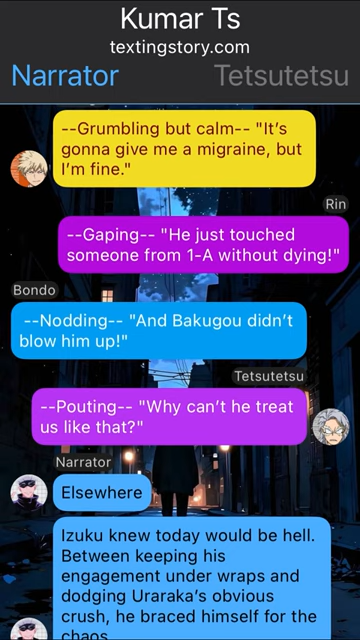 Kumar Ts
textingstory.com
Narrator
Tetsutetsu
--Grumbling but calm-- "It's
gonna give me a migraine, but
I'm fine."
Rin
--Gaping-- "He just touched
someone from 1-A without dying!"
Bondo
--Nodding-- "And Bakugou didn't
blow him up!"
Tetsutetsu
--Pouting-- "Why can't he treat
us like that?"
Narrator
Elsewhere
Izuku knew today would be hell.
Between keeping his
engagement under wraps and
dodging Uraraka's obvious
crush, he braced himself for the
chaos